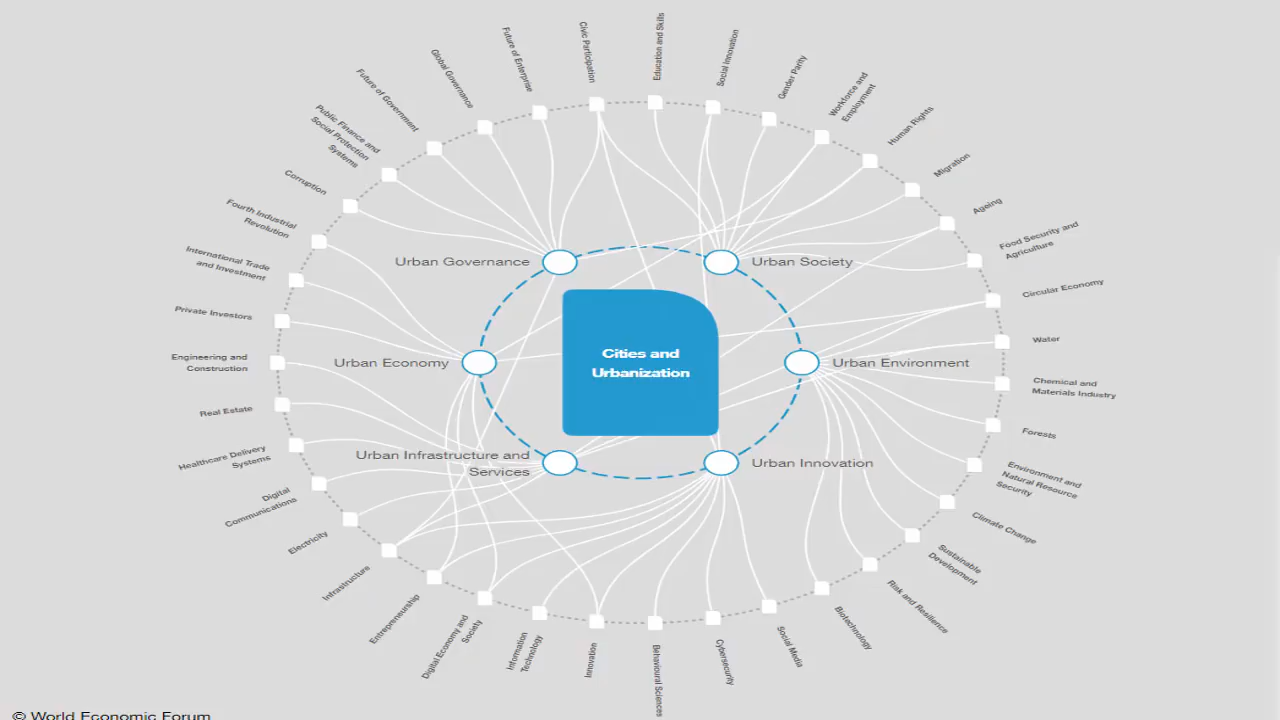 Civic Participation
Education and Skills
Social Innovation
Gender Parity
Workforce and
Employment
Human Rights
Migration
Ageing
Food Security and
Agriculture
Circular Economy
Water
Chemical and
Materials Industry
Forests
Environment and
Natural Resource
Security
Climate Change
Sustainable
Development
Risk and Resilience
Biotechnology
Social Media
Cybersecurity
Behavioural Sciences
Innovation
Information
Technology
Digital Economy and
Society
Entrepreneurship
Infrastructure
Electricity
Digital
Communications
Healthcare Delivery
Systems
Real Estate
Engineering and
Construction
Private Investors
International Trade
and Investment
Fourth Industrial
Revolution
Corruption
Public Finance and
Social Protection
Systems
Future of Government
Global Governance
Future of Enterprise
Urban Governance
Urban Society
Urban Economy
Cities and
Urbanization
Urban Environment
Urban Infrastructure and
Services
Urban Innovation
© World Economic Forum